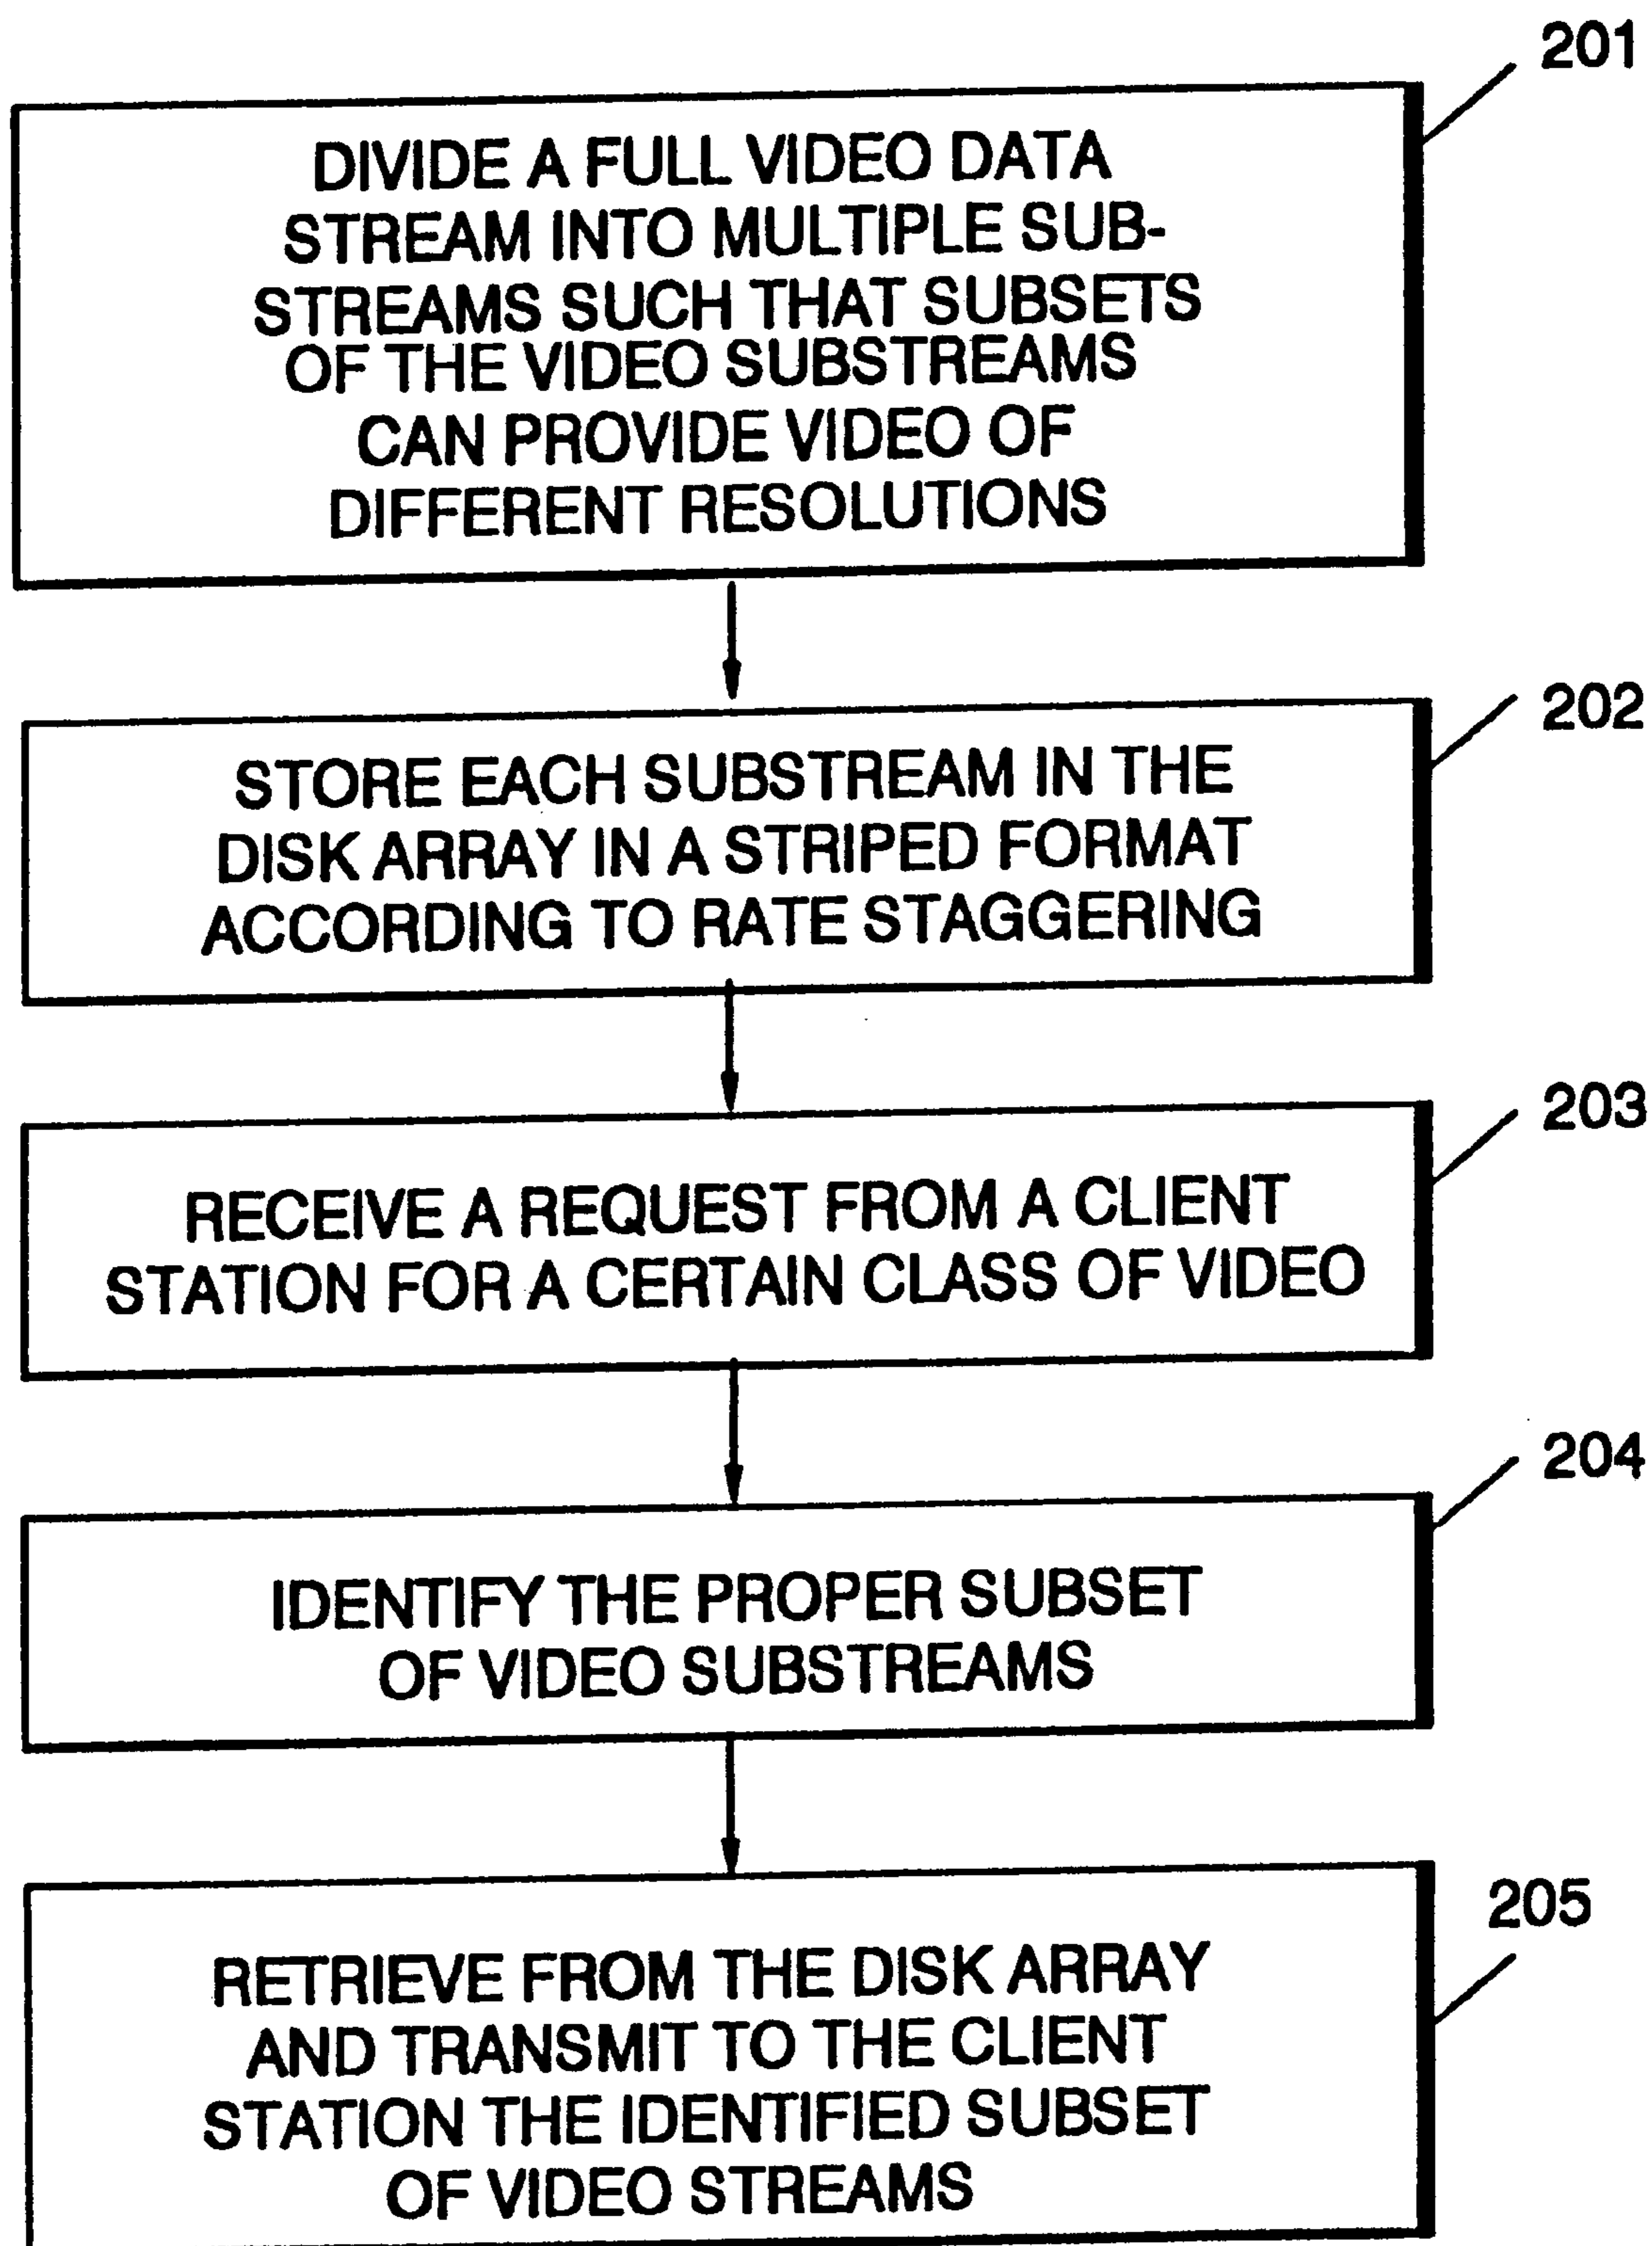 201
DIVIDE A FULL VIDEO DATA
STREAM INTO MULTIPLE SUB-
STREAMS SUCH THAT SUBSETS
OF THE VIDEO SUBSTREAMS
CAN PROVIDE VIDEO OF
DIFFERENT RESOLUTIONS
202
STORE EACH SUBSTREAM IN THE
DISK ARRAY IN A STRIPED FORMAT
ACCORDING TO RATE STAGGERING
203
RECEIVE A REQUEST FROM A CLIENT
STATION FOR A CERTAIN CLASS OF VIDEO
204
IDENTIFY THE PROPER SUBSET
OF VIDEO SUBSTREAMS
205
RETRIEVE FROM THE DISK ARRAY
AND TRANSMIT TO THE CLIENT
STATION THE IDENTIFIED SUBSET
OF VIDEO STREAMS